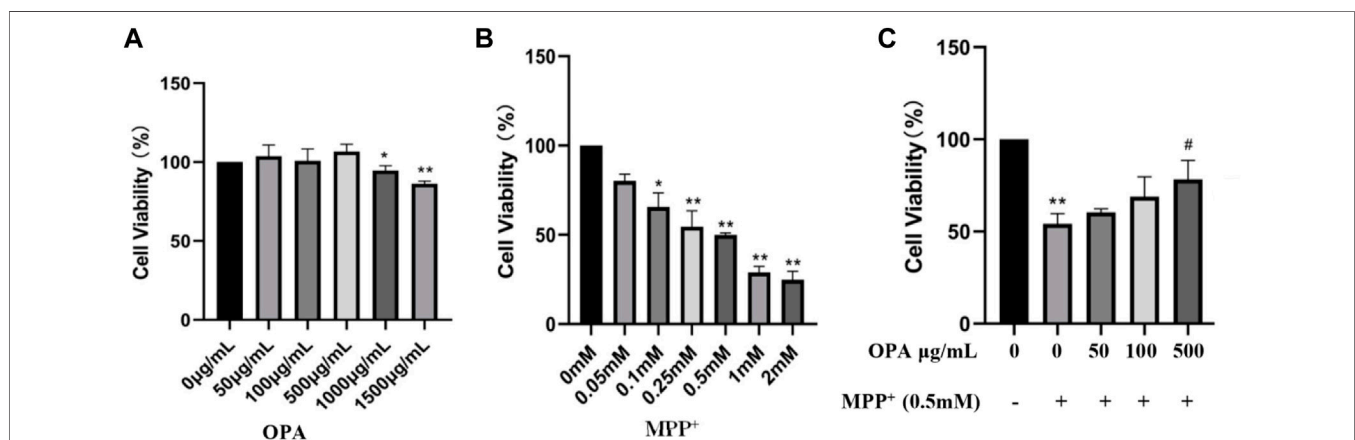 A
Cell Viability (%)
150
100
50
0
*
**
0μg/mL
50μg/mL
100μg/mL
500μg/mL
1000μg/mL
1500μg/mL
OPA
B
Cell Viability (%)
150
100
50
0
*
**
**
**
**
0mM
0.05mM
0.1mM
0.25mM
0.5mM
1mM
2mM
MPP⁺
C
Cell Viability (%)
150
100
50
0
**
#
OPA μg/mL 0 0 50 100 500
MPP⁺ (0.5mM) - + + + +